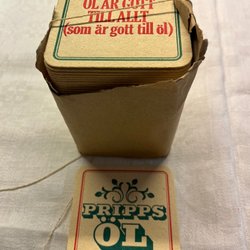 ÖL ÄR GOTT
TILL ALLT
(som är gott till öl)
PRIPPS
ÖL